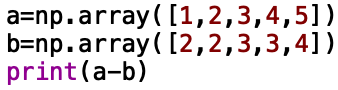 a=np.array([1,2,3,4,5])
b=np.array([2,2,3,3,4])
print(a-b)